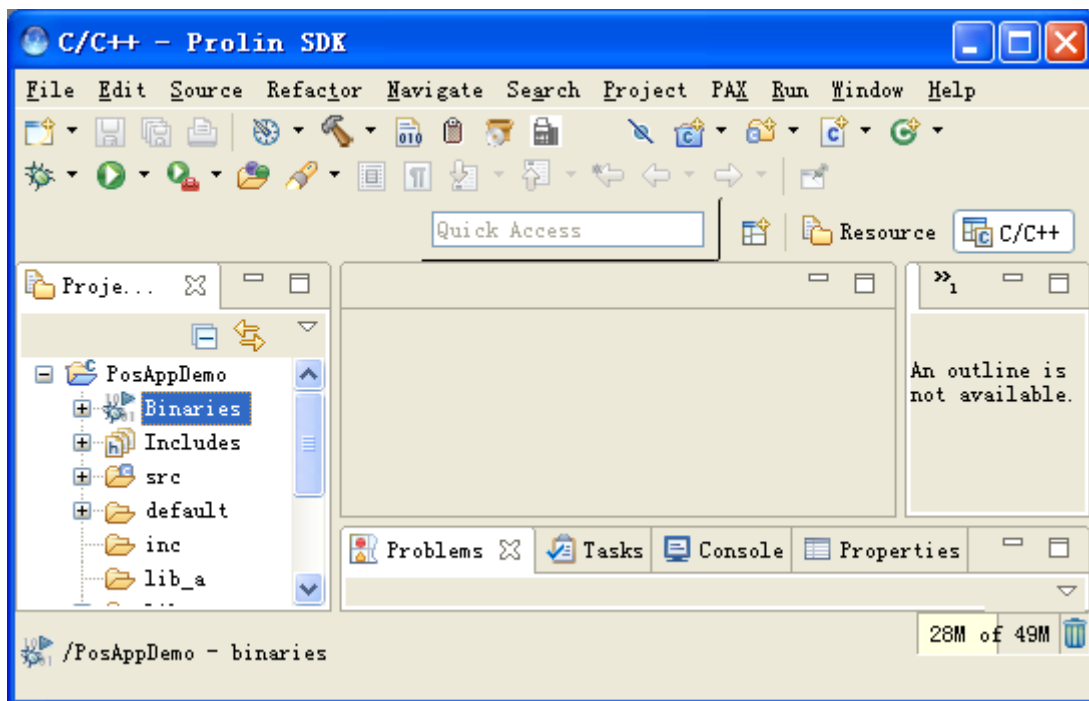 C/C++ - Prolin SDK
File Edit Source Refactor Navigate Search Project PAX Run Window Help
010
Quick Access
Resource
C/C++
Proje...
»1
PosAppDemo
Binaries
Includes
src
default
inc
lib_a
An outline is
not available.
Problems Tasks Console Properties
/PosAppDemo - binaries
28M of 49M